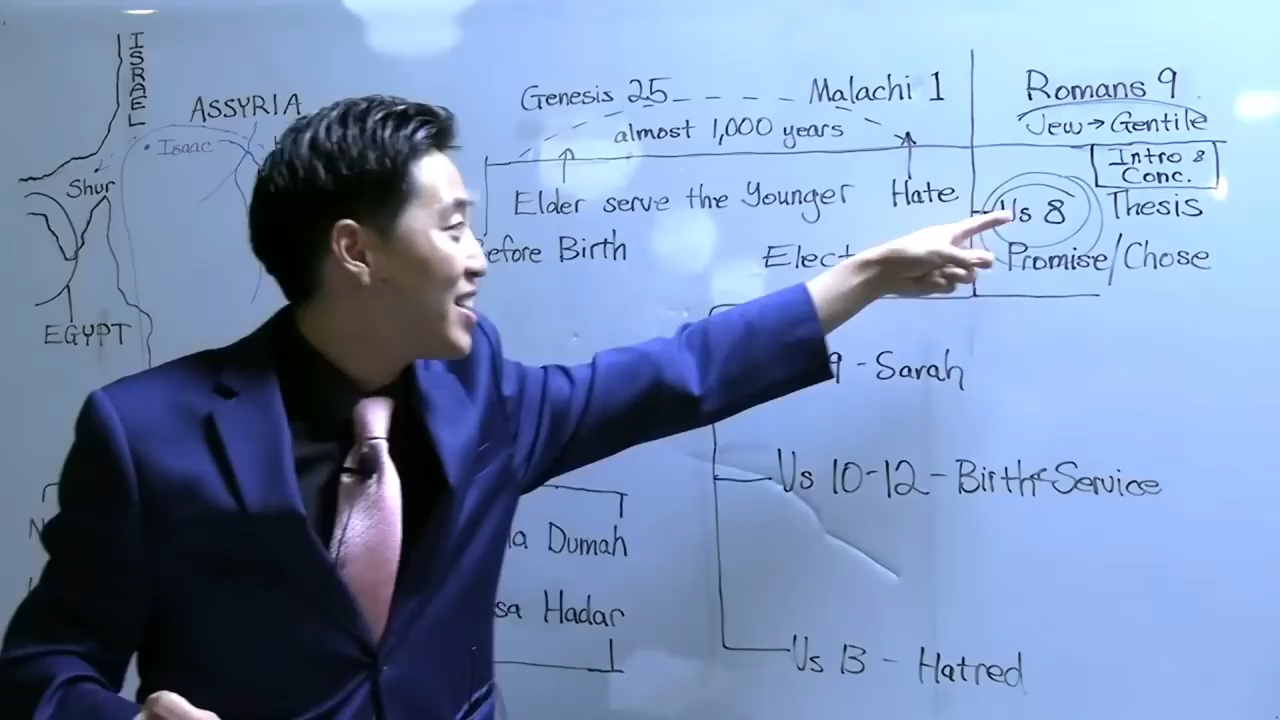 ISRAEL
ASSYRIA
Isaac
Shur
EGYPT
Genesis 25 - - - - Malachi 1
almost 1,000 years
Elder serve the Younger Hate
efore Birth
Elect
Romans 9
Jew → Gentile
Intro &
Conc.
Vs 8 Thesis
Promise/Chose
9 - Sarah
Vs 10-12 - Birth & Service
Vs 13 - Hatred
Dumah
Hadar